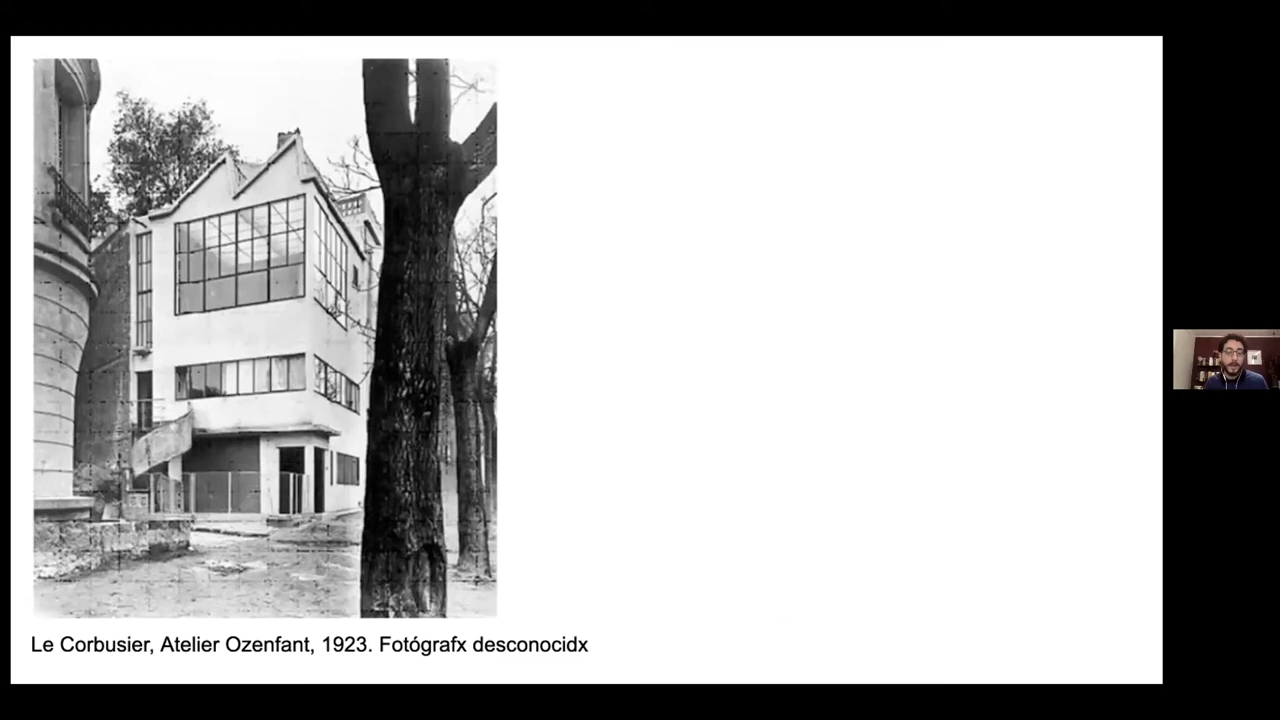 Le Corbusier, Atelier Ozenfant, 1923. Fotógrafx desconocidx